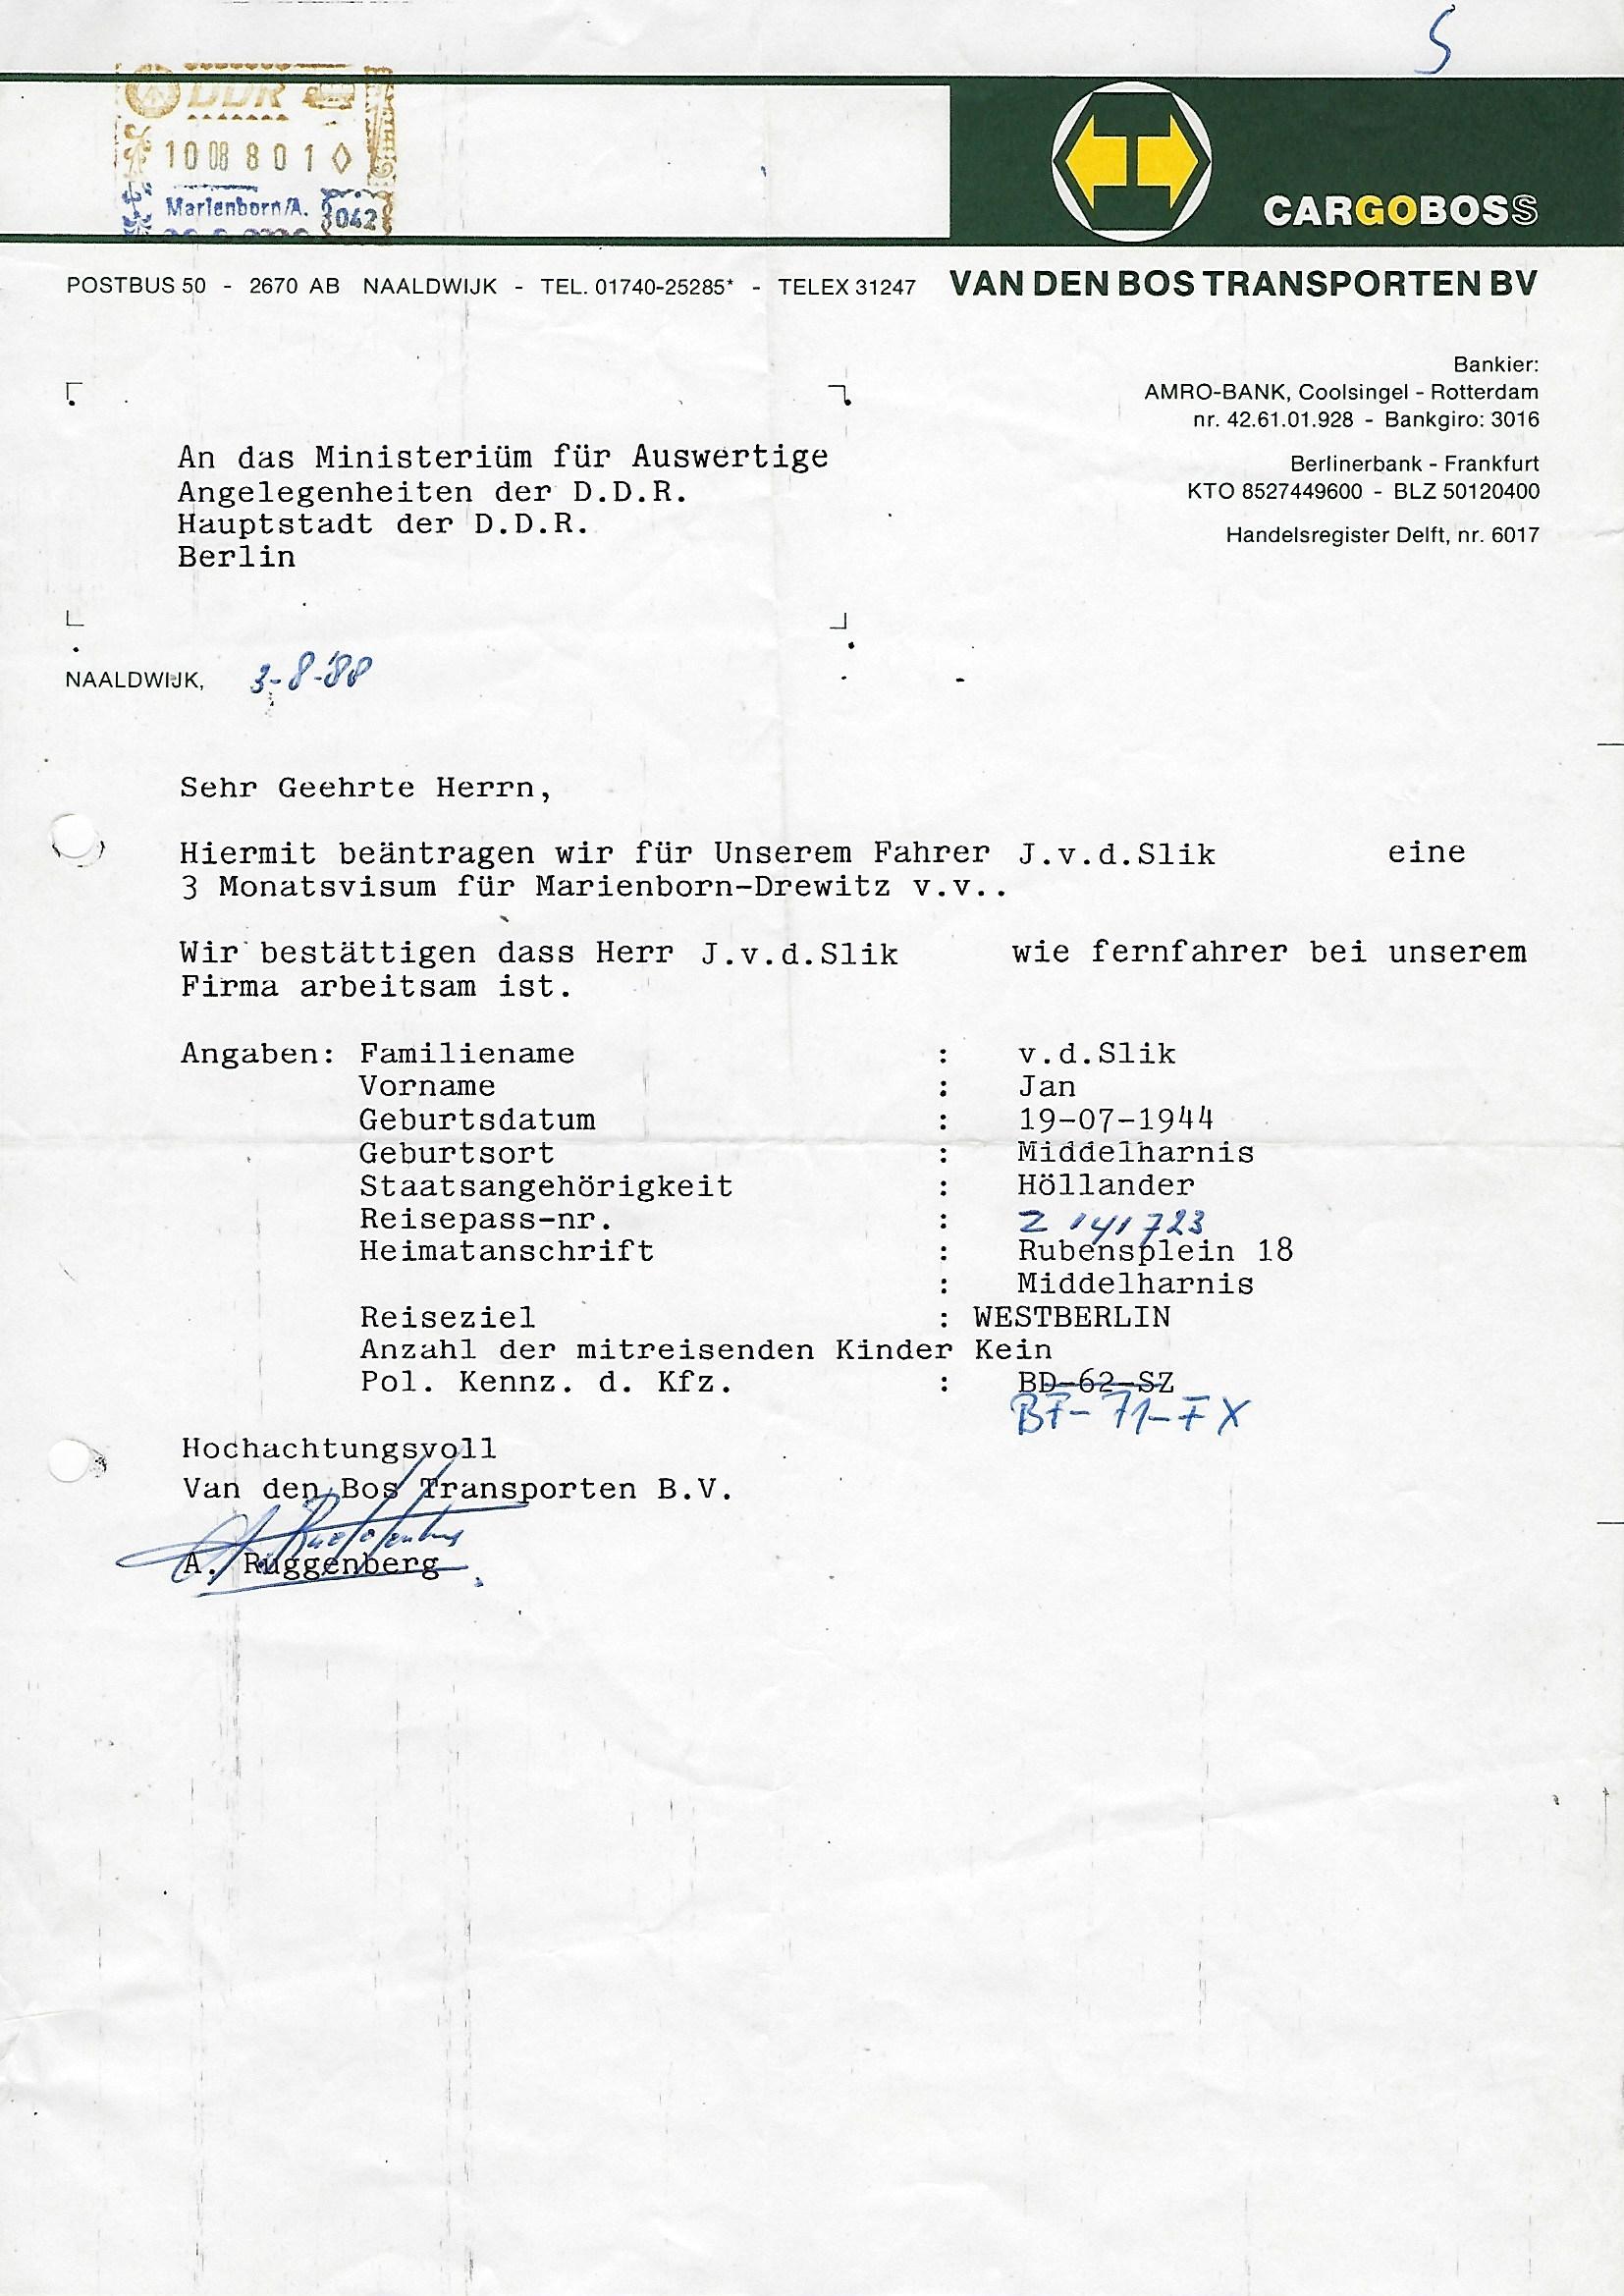 S
DDR
10 08 8 0 1 ◊
Marienborn/A. 042
CARGOBOSS
POSTBUS 50 - 2670 AB NAALDWIJK - TEL. 01740-25285* - TELEX 31247 VAN DEN BOS TRANSPORTEN BV
Bankier:
AMRO-BANK, Coolsingel - Rotterdam
nr. 42.61.01.928 - Bankgiro: 3016
Berlinerbank - Frankfurt
KTO 8527449600 - BLZ 50120400
Handelsregister Delft, nr. 6017
An das Ministeriüm für Auswertige
Angelegenheiten der D.D.R.
Hauptstadt der D.D.R.
Berlin
NAALDWIJK, 3-8-'88
Sehr Geehrte Herrn,
Hiermit beäntragen wir für Unserem Fahrer J.v.d.Slik eine
3 Monatsvisum für Marienborn-Drewitz v.v..
Wir bestättigen dass Herr J.v.d.Slik wie fernfahrer bei unserem
Firma arbeitsam ist.
Angaben: Familiename : v.d.Slik
Vorname : Jan
Geburtsdatum : 19-07-1944
Geburtsort : Middelharnis
Staatsangehörigkeit : Höllander
Reisepass-nr. : Z 141723
Heimatanschrift : Rubensplein 18
: Middelharnis
Reiseziel : WESTBERLIN
Anzahl der mitreisenden Kinder Kein
Pol. Kennz. d. Kfz. : BD-62-SZ
BF-71-FX
Hochachtungsvoll
Van den Bos Transporten B.V.
A. Ruggenberg